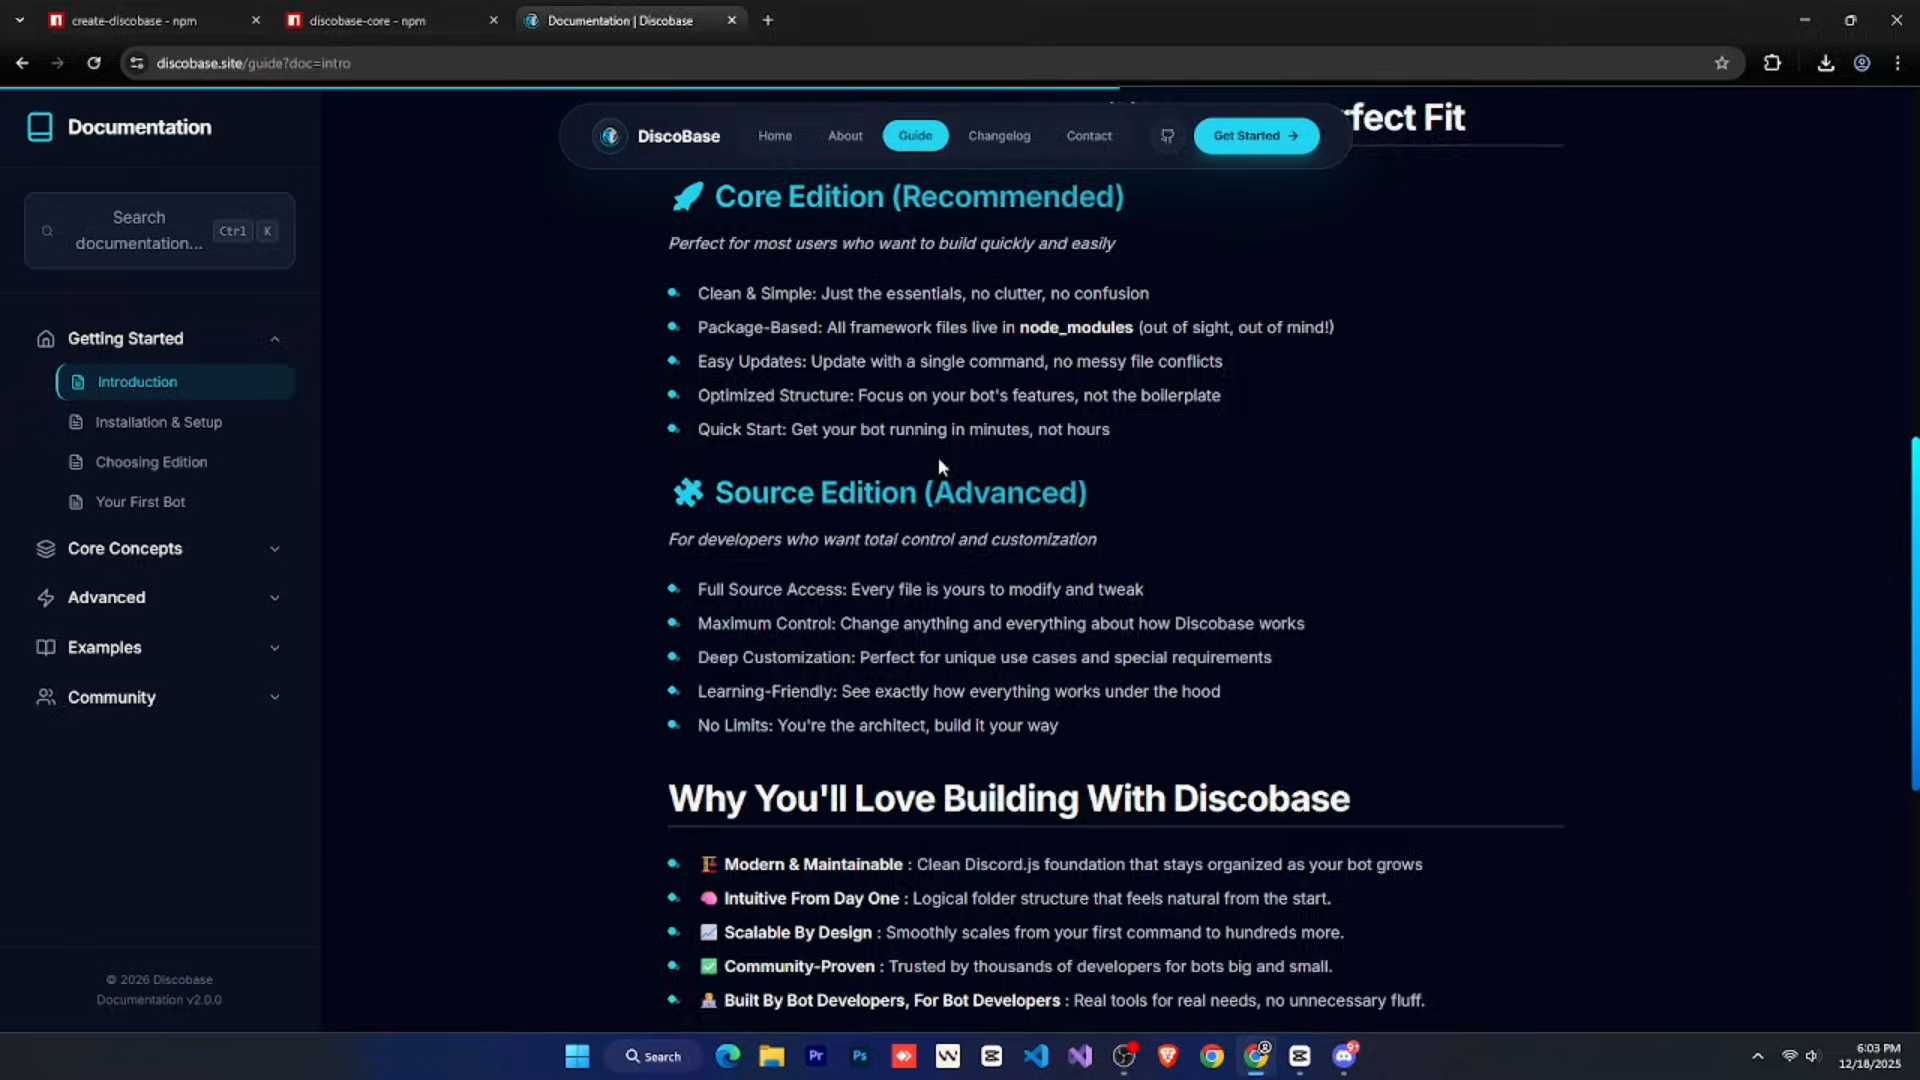 create-discobase - npm
discobase-core - npm
Documentation | Discobase
discobase.site/guide?doc=intro
Documentation
DiscoBase
Home
About
Guide
Changelog
Contact
Get Started →
rfect Fit
Search documentation...
Ctrl K
Getting Started
Introduction
Installation & Setup
Choosing Edition
Your First Bot
Core Concepts
Advanced
Examples
Community
© 2026 Discobase
Documentation v2.0.0
Core Edition (Recommended)
Perfect for most users who want to build quickly and easily
Clean & Simple: Just the essentials, no clutter, no confusion
Package-Based: All framework files live in node_modules (out of sight, out of mind!)
Easy Updates: Update with a single command, no messy file conflicts
Optimized Structure: Focus on your bot's features, not the boilerplate
Quick Start: Get your bot running in minutes, not hours
Source Edition (Advanced)
For developers who want total control and customization
Full Source Access: Every file is yours to modify and tweak
Maximum Control: Change anything and everything about how Discobase works
Deep Customization: Perfect for unique use cases and special requirements
Learning-Friendly: See exactly how everything works under the hood
No Limits: You're the architect, build it your way
Why You'll Love Building With Discobase
Modern & Maintainable : Clean Discord.js foundation that stays organized as your bot grows
Intuitive From Day One : Logical folder structure that feels natural from the start.
Scalable By Design : Smoothly scales from your first command to hundreds more.
Community-Proven : Trusted by thousands of developers for bots big and small.
Built By Bot Developers, For Bot Developers : Real tools for real needs, no unnecessary fluff.
Search
Pr
Ps
9+
6:03 PM
12/18/2025